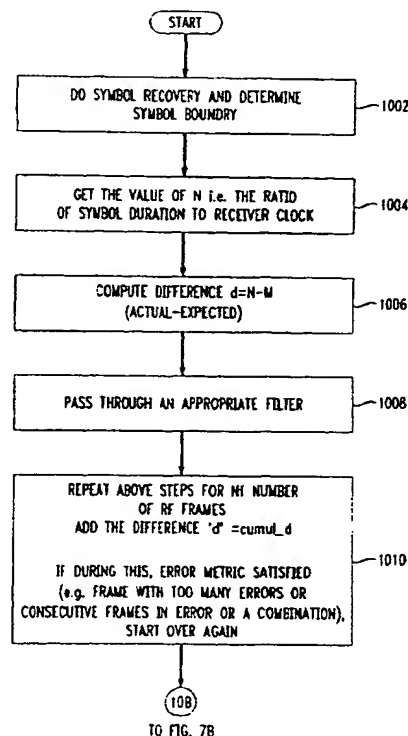 START
DO SYMBOL RECOVERY AND DETERMINE
SYMBOL BOUNDRY
1002
GET THE VALUE OF N i.e. THE RATIO
OF SYMBOL DURATION TO RECEIVER CLOCK
1004
COMPUTE DIFFERENCE d=N-M
(ACTUAL-EXPECTED)
1006
PASS THROUGH AN APPROPRIATE FILTER
1008
REPEAT ABOVE STEPS FOR N1 NUMBER
OF RF FRAMES
ADD THE DIFFERENCE 'd' =cumul_d
IF DURING THIS, ERROR METRIC SATISFIED
(e.g. FRAME WITH TOO MANY ERRORS OR
CONSECUTIVE FRAMES IN ERROR OR A COMBINATION),
START OVER AGAIN
1010
10B
TO FIG. 7B